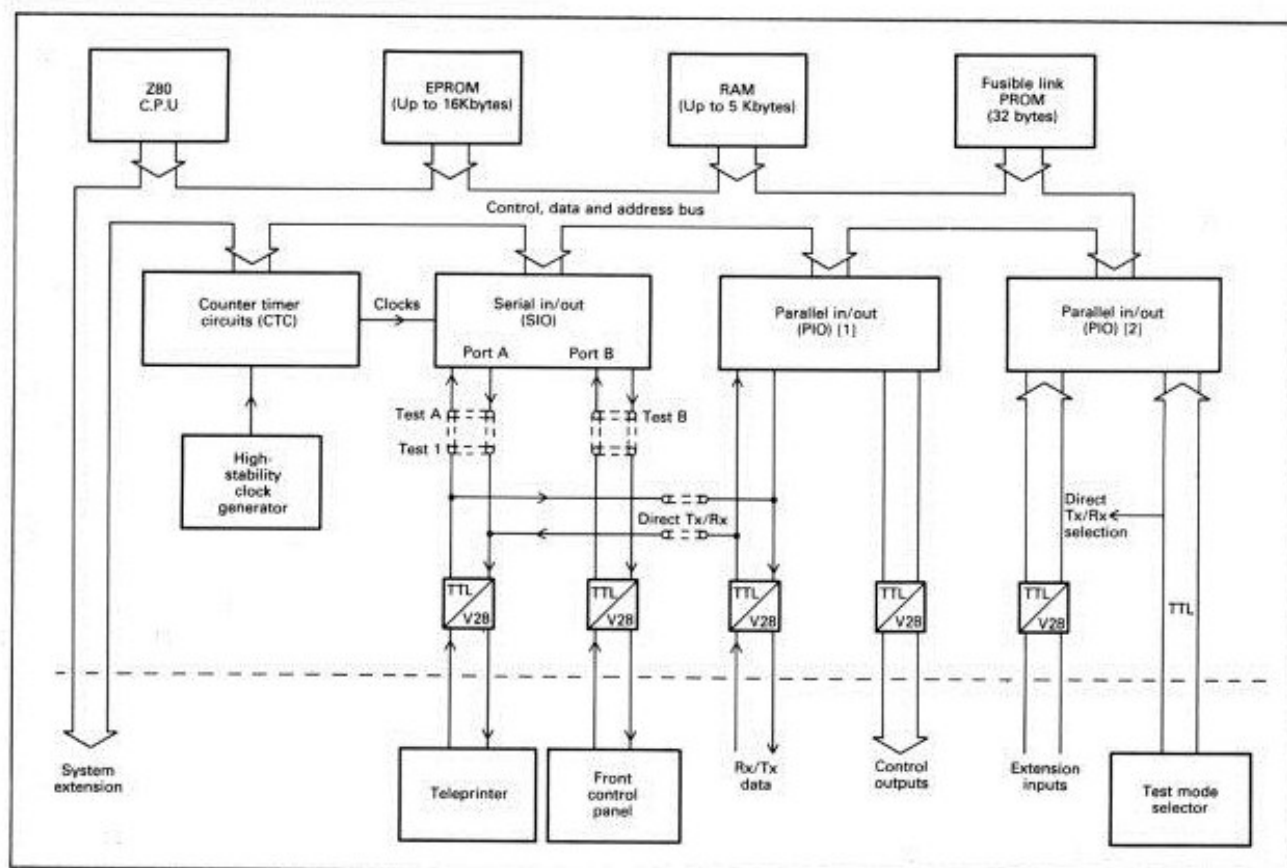 Z80
C.P.U
EPROM
(Up to 16Kbytes)
RAM
(Up to 5 Kbytes)
Fusible link
PROM
(32 bytes)
Control, data and address bus
Counter timer
circuits (CTC)
Clocks
Serial in/out
(SIO)
Port A
Port B
Parallel in/out
(PIO) [1]
Parallel in/out
(PIO) [2]
Test A
Test B
Test 1
High-
stability
clock
generator
Direct Tx/Rx
Direct
Tx/Rx
selection
TTL
V28
TTL
V28
TTL
V28
TTL
V28
TTL
V28
TTL
System
extension
Teleprinter
Front
control
panel
Rx/Tx
data
Control
outputs
Extension
inputs
Test mode
selector